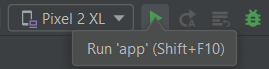 Pixel 2 XL
Run 'app' (Shift+F10)